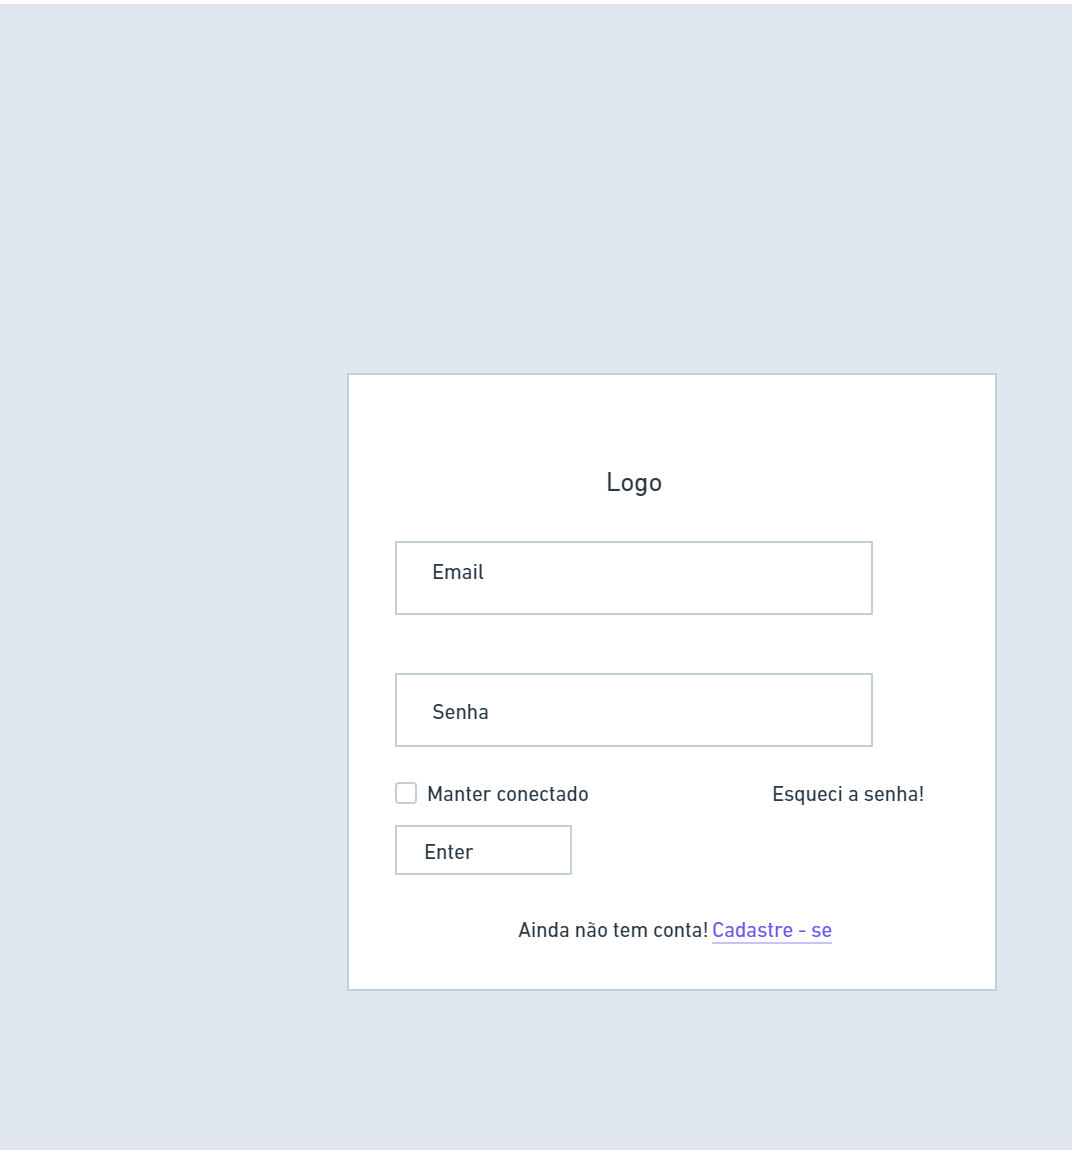 Logo
Email
Senha
Manter conectado
Esqueci a senha!
Enter
Ainda não tem conta! Cadastre - se